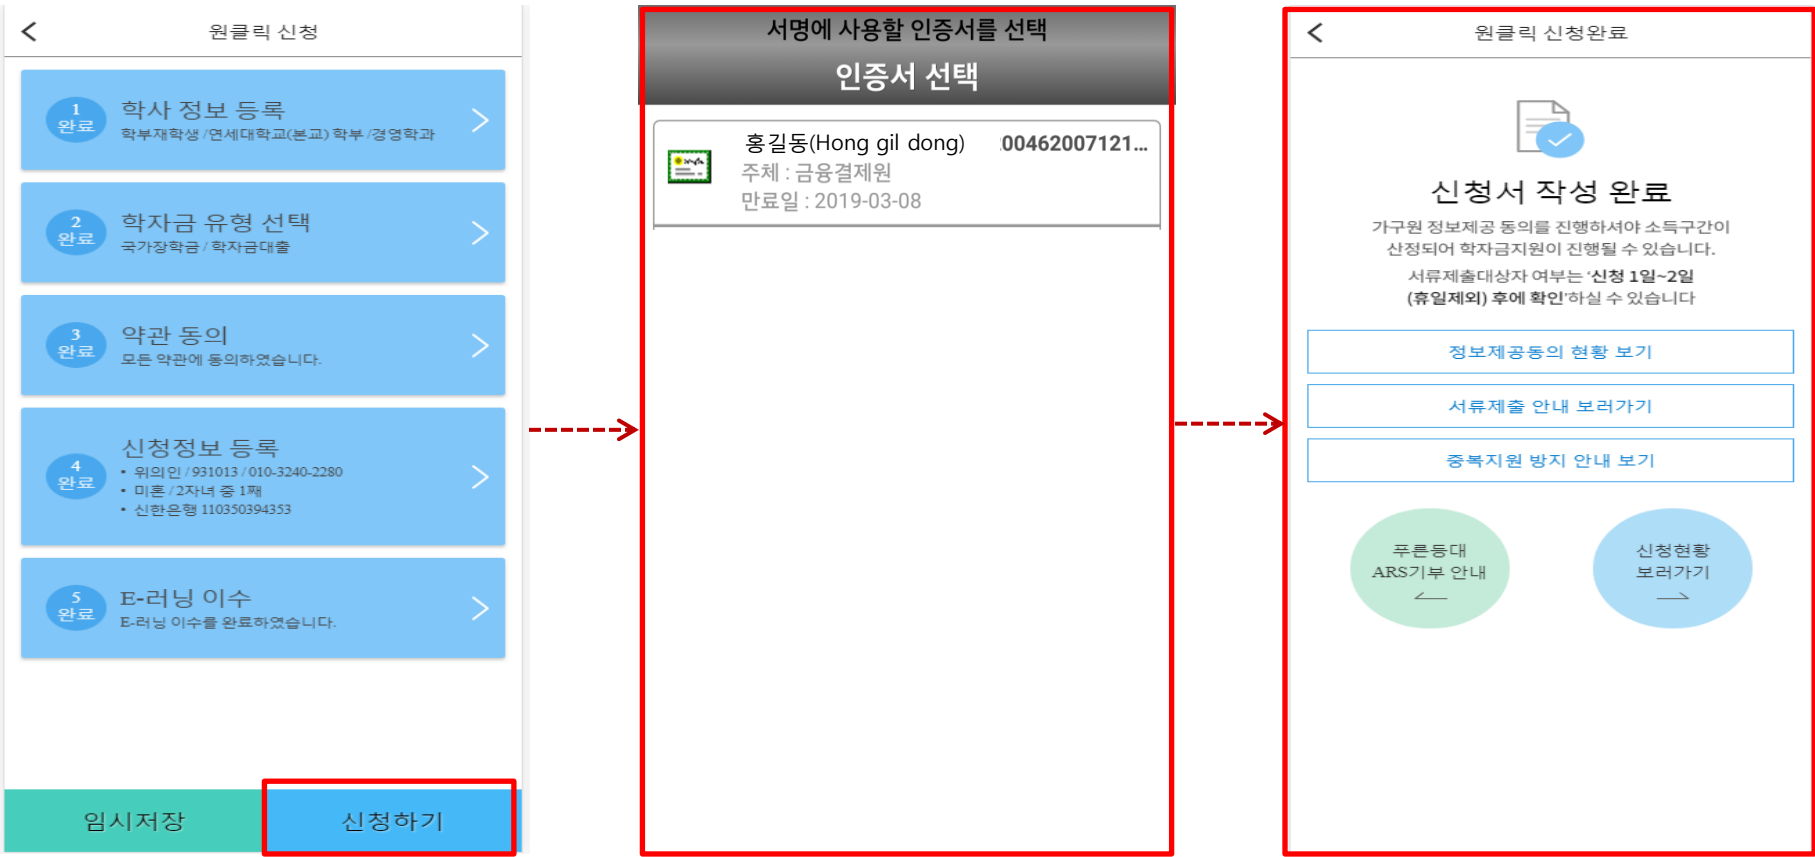 원클릭 신청
1
완료
학사 정보 등록
학부재학생 /연세대학교(본교) 학부 /경영학과
2
완료
학자금 유형 선택
국가장학금 / 학자금대출
3
완료
약관 동의
모든 약관에 동의하였습니다.
4
완료
신청정보 등록
• 위의인 / 931013 / 010-3240-2280
• 미혼 / 2자녀 중 1째
• 신한은행 110350394353
5
완료
E-러닝 이수
E-러닝 이수를 완료하였습니다.
임시저장
신청하기
서명에 사용할 인증서를 선택
인증서 선택
홍길동(Hong gil dong) 00462007121...
주체 : 금융결제원
만료일 : 2019-03-08
원클릭 신청완료
신청서 작성 완료
가구원 정보제공 동의를 진행하셔야 소득구간이
산정되어 학자금지원이 진행될 수 있습니다.
서류제출대상자 여부는 '신청 1일~2일
(휴일제외) 후에 확인'하실 수 있습니다
정보제공동의 현황 보기
서류제출 안내 보러가기
중복지원 방지 안내 보기
푸른등대
ARS기부 안내
신청현황
보러가기